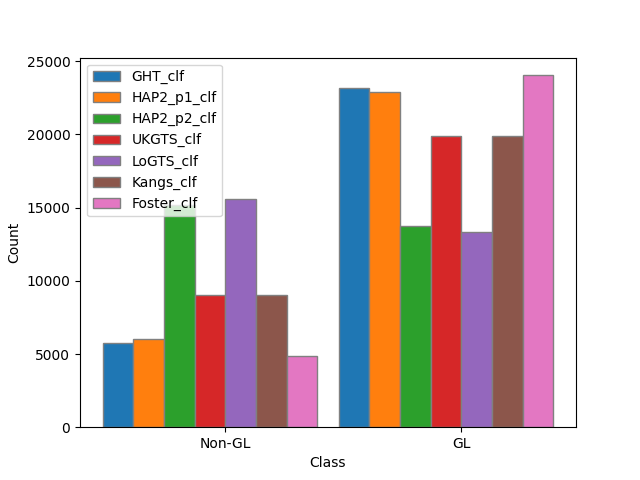 25000
20000
15000
10000
5000
0
Count
GHT_clf
HAP2_p1_clf
HAP2_p2_clf
UKGTS_clf
LoGTS_clf
Kangs_clf
Foster_clf
Non-GL
GL
Class